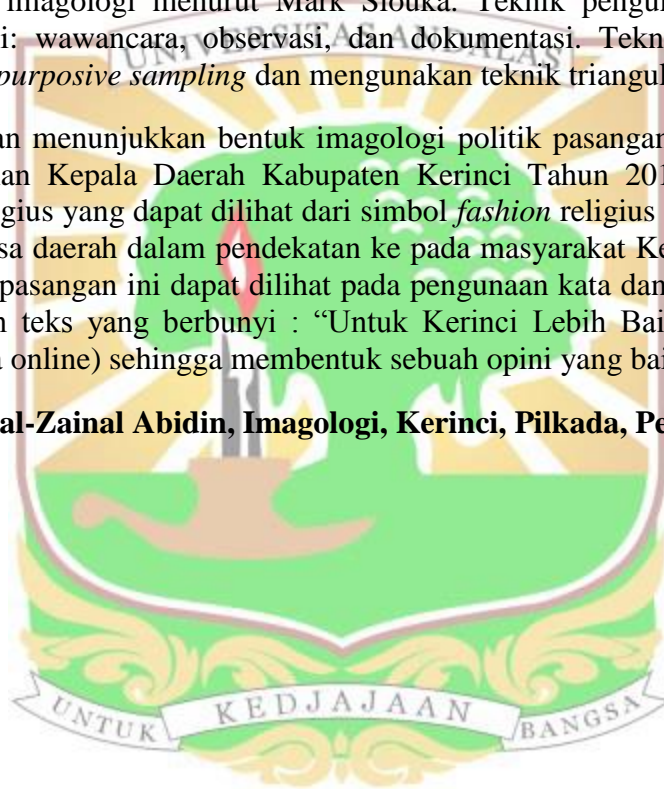 imagologi menurut Mark Slouka. Teknik pengu
i: wawancara, observasi, dan dokumentasi. Tekn
UNIVERSITAS ANDALAS
purposive sampling dan mengunakan teknik triangul
an menunjukkan bentuk imagologi politik pasangan
an Kepala Daerah Kabupaten Kerinci Tahun 201
gius yang dapat dilihat dari simbol fashion religius
sa daerah dalam pendekatan ke pada masyarakat Ke
pasangan ini dapat dilihat pada pengunaan kata dan
n teks yang berbunyi : “Untuk Kerinci Lebih Bai
a online) sehingga membentuk sebuah opini yang bai
al-Zainal Abidin, Imagologi, Kerinci, Pilkada, Pe
UNTUK KEDJAJAAN BANGSA